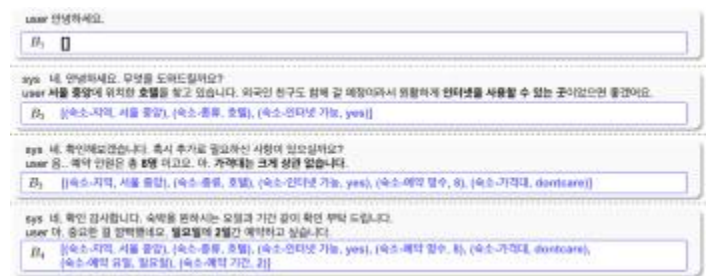 user 안녕하세요.
B₁ []
sys 네, 안녕하세요. 무엇을 도와드릴까요?
user 서울 중앙에 위치한 호텔을 찾고 있습니다. 외국인 친구도 함께 갈 예정이라서 원활하게 인터넷을 사용할 수 있는 곳이었으면 좋겠어요.
B₂ [(숙소-지역, 서울 중앙), (숙소-종류, 호텔), (숙소-인터넷 가능, yes)]
sys 네, 확인해보겠습니다. 혹시 추가로 필요하신 사항이 있으실까요?
user 음.. 예약 인원은 총 8명 이고요. 아, 가격대는 크게 상관 없습니다.
B₃ [(숙소-지역, 서울 중앙), (숙소-종류, 호텔), (숙소-인터넷 가능, yes), (숙소-예약 명수, 8), (숙소-가격대, dontcare)]
sys 네, 확인 감사합니다. 숙박을 원하시는 요일과 기간 같이 확인 부탁 드립니다.
user 아, 중요한 걸 깜빡했네요. 일요일에 2일간 예약하고 싶습니다.
B₄ [(숙소-지역, 서울 중앙), (숙소-종류, 호텔), (숙소-인터넷 가능, yes), (숙소-예약 명수, 8), (숙소-가격대, dontcare),
(숙소-예약 요일, 일요일), (숙소-예약 기간, 2)]